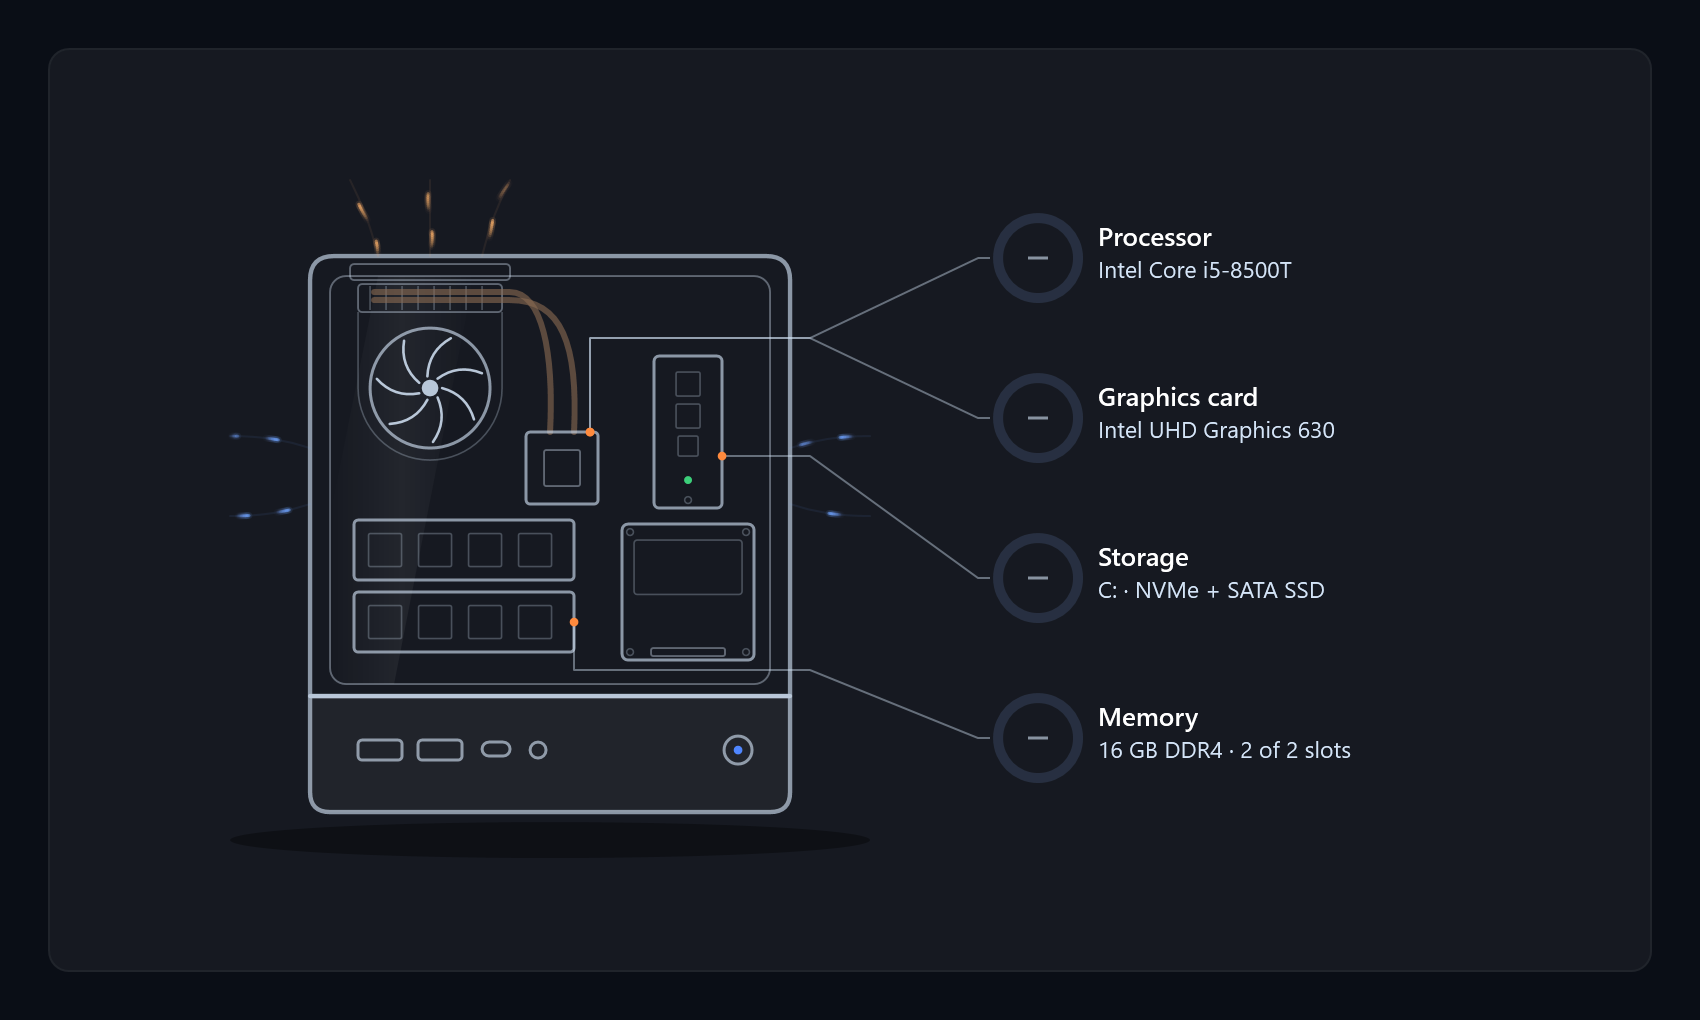 Processor
Intel Core i5-8500T
Graphics card
Intel UHD Graphics 630
Storage
C: · NVMe + SATA SSD
Memory
16 GB DDR4 · 2 of 2 slots